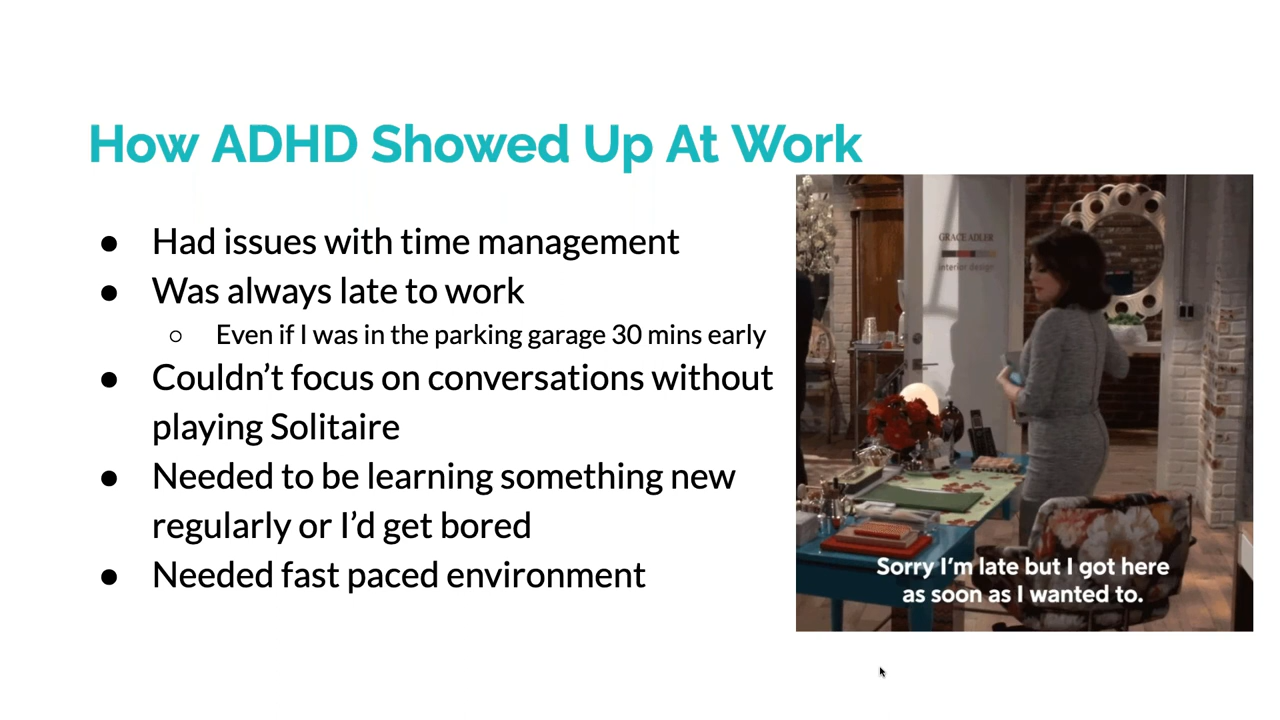 How ADHD Showed Up At Work
● Had issues with time management
● Was always late to work
○ Even if I was in the parking garage 30 mins early
● Couldn’t focus on conversations without
playing Solitaire
● Needed to be learning something new
regularly or I’d get bored
● Needed fast paced environment
GRACE ADLER
interior design
Sorry I’m late but I got here
as soon as I wanted to.